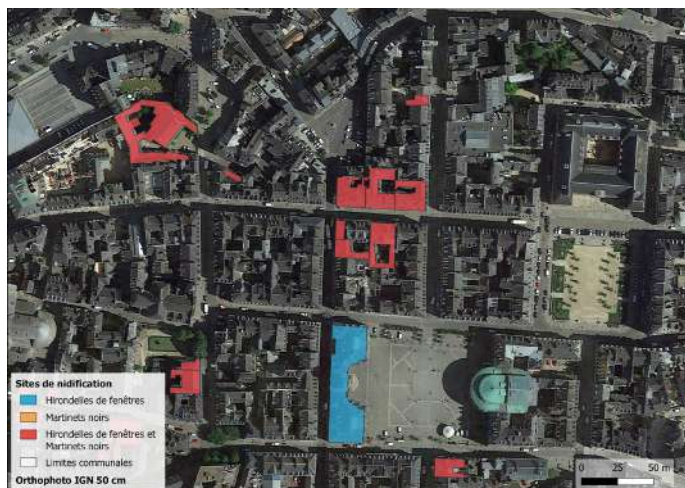 Sites de nidification
Hirondelles de fenêtres
Martinets noirs
Hirondelles de fenêtres et
Martinets noirs
Limites communales
Orthophoto IGN 50 cm
0 25 50 m